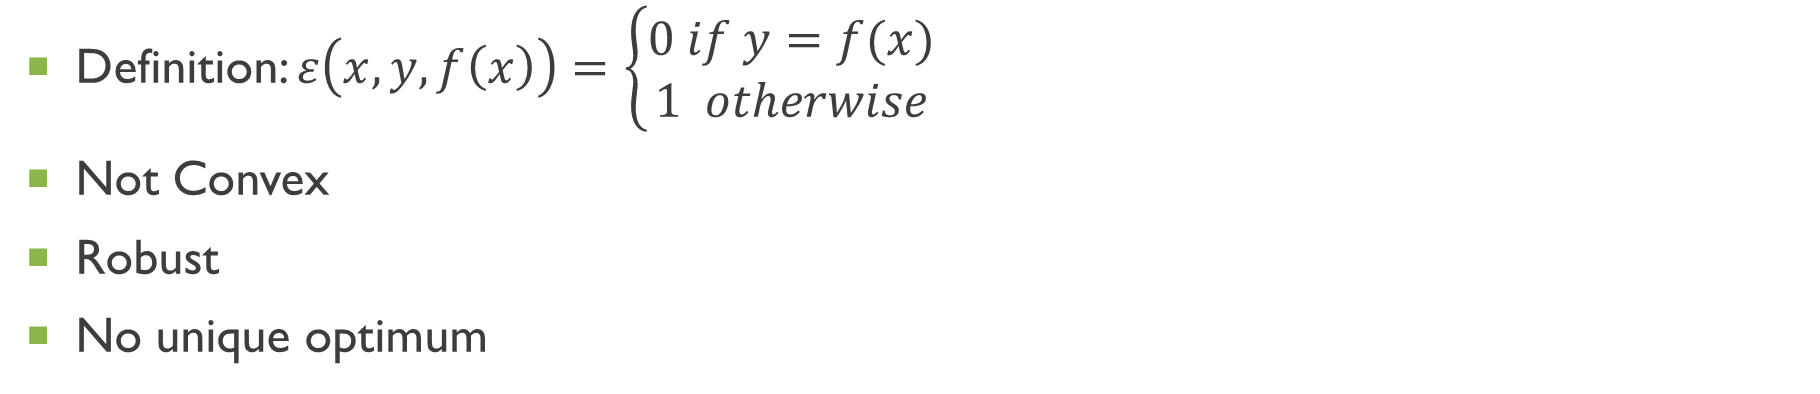 ▪ Definition: ε(x, y, f(x)) = {0 if y = f(x)
1 otherwise
▪ Not Convex
▪ Robust
▪ No unique optimum